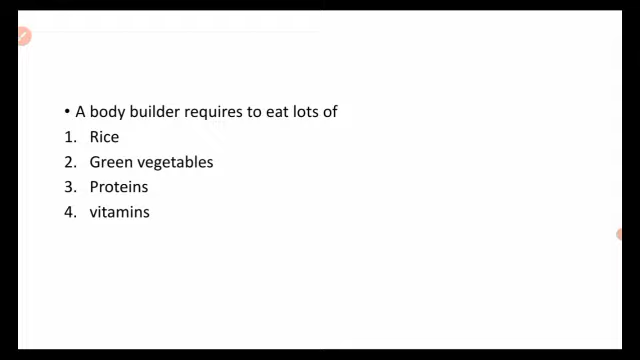 • A body builder requires to eat lots of
1. Rice
2. Green vegetables
3. Proteins
4. vitamins